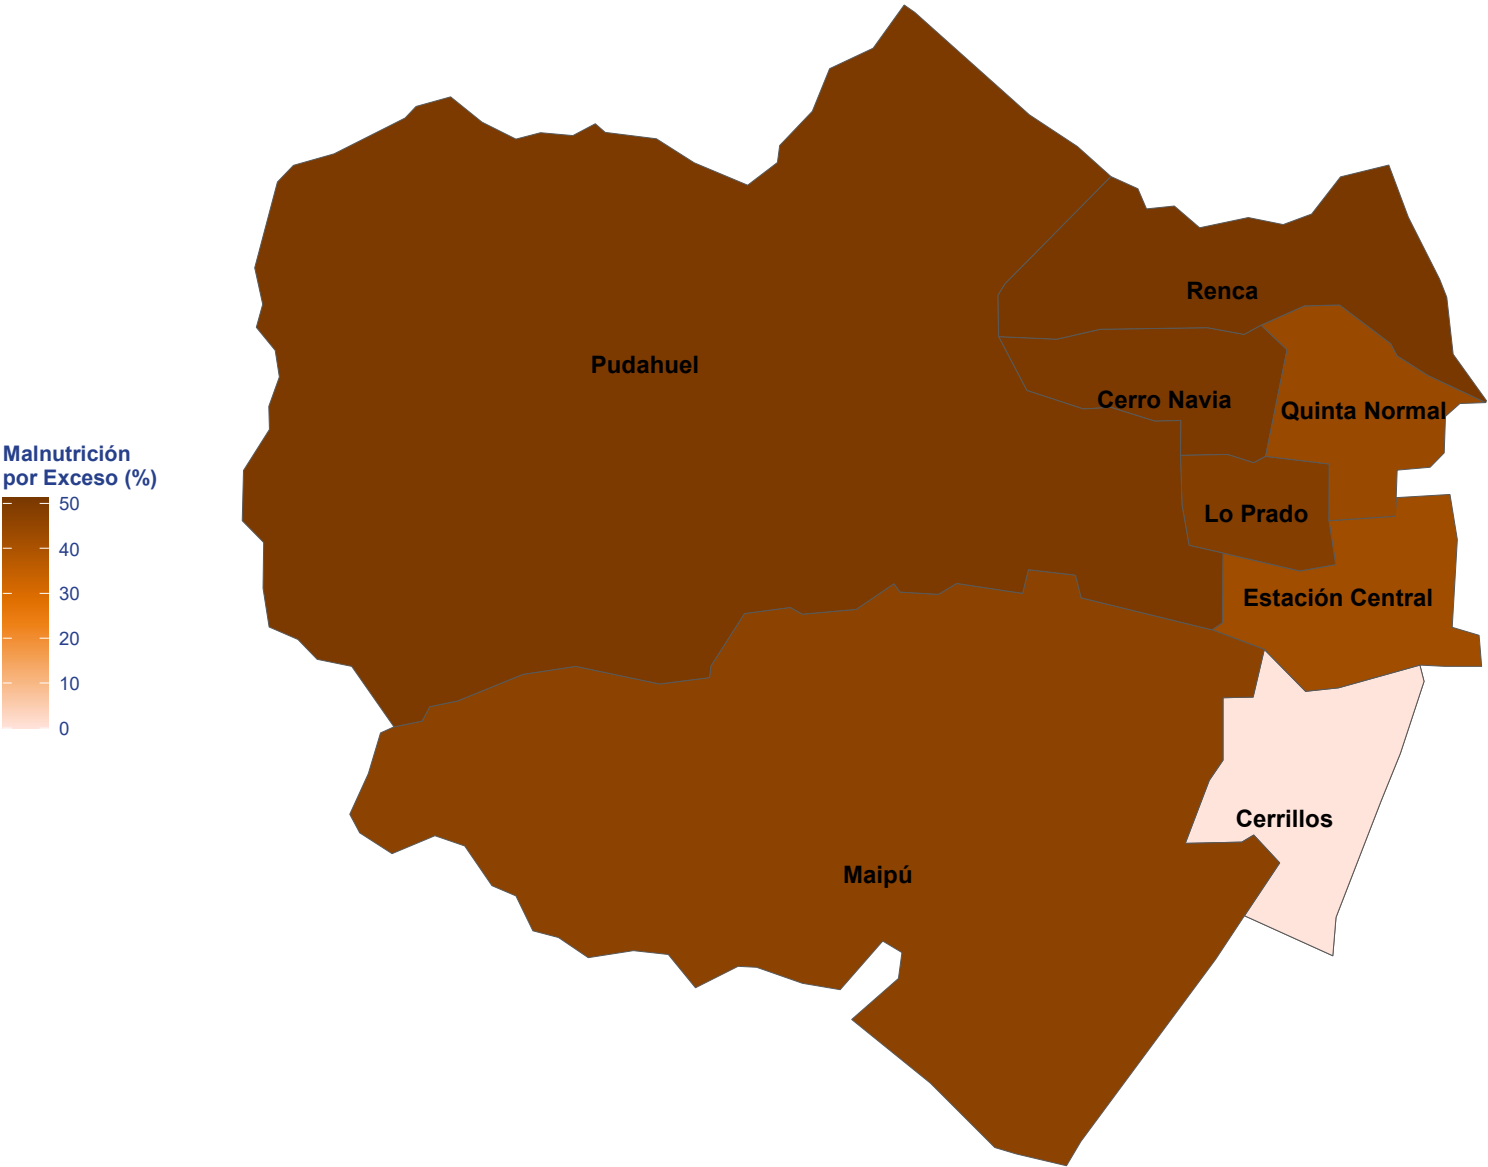 Renca
Pudahuel
Cerro Navia
Quinta Normal
Malnutrición
por Exceso (%)
50
40
30
20
10
0
Lo Prado
Estación Central
Cerrillos
Maipú